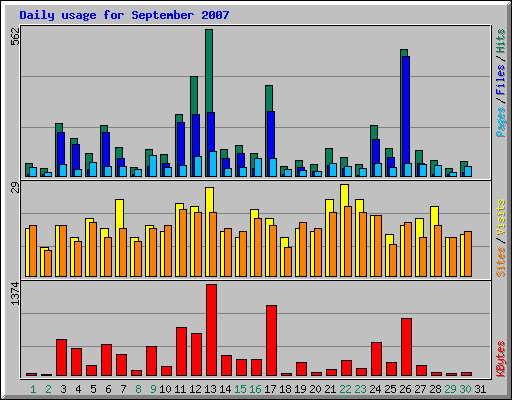 Daily usage for September 2007
562
Pages / Files / Hits
29
Sites / Visits
1374
KBytes
1 2 3 4 5 6 7 8 9 10 11 12 13 14 15 16 17 18 19 20 21 22 23 24 25 26 27 28 29 30 31